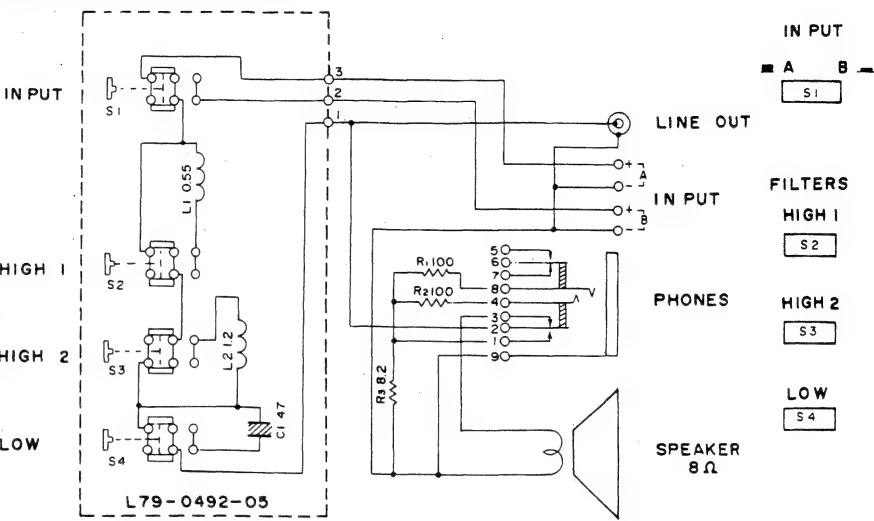 IN PUT
S1
3
2
1
L1 0.55
HIGH 1
S2
HIGH 2
S3
L2 1.2
C1 47
LOW
S4
L79-0492-05
LINE OUT
+
-
A
IN PUT
+
-
B
R1 100
R2 100
R3 8.2
5
6
7
8
4
3
2
1
9
PHONES
SPEAKER
8Ω
IN PUT
A B
S1
FILTERS
HIGH 1
S2
HIGH 2
S3
LOW
S4